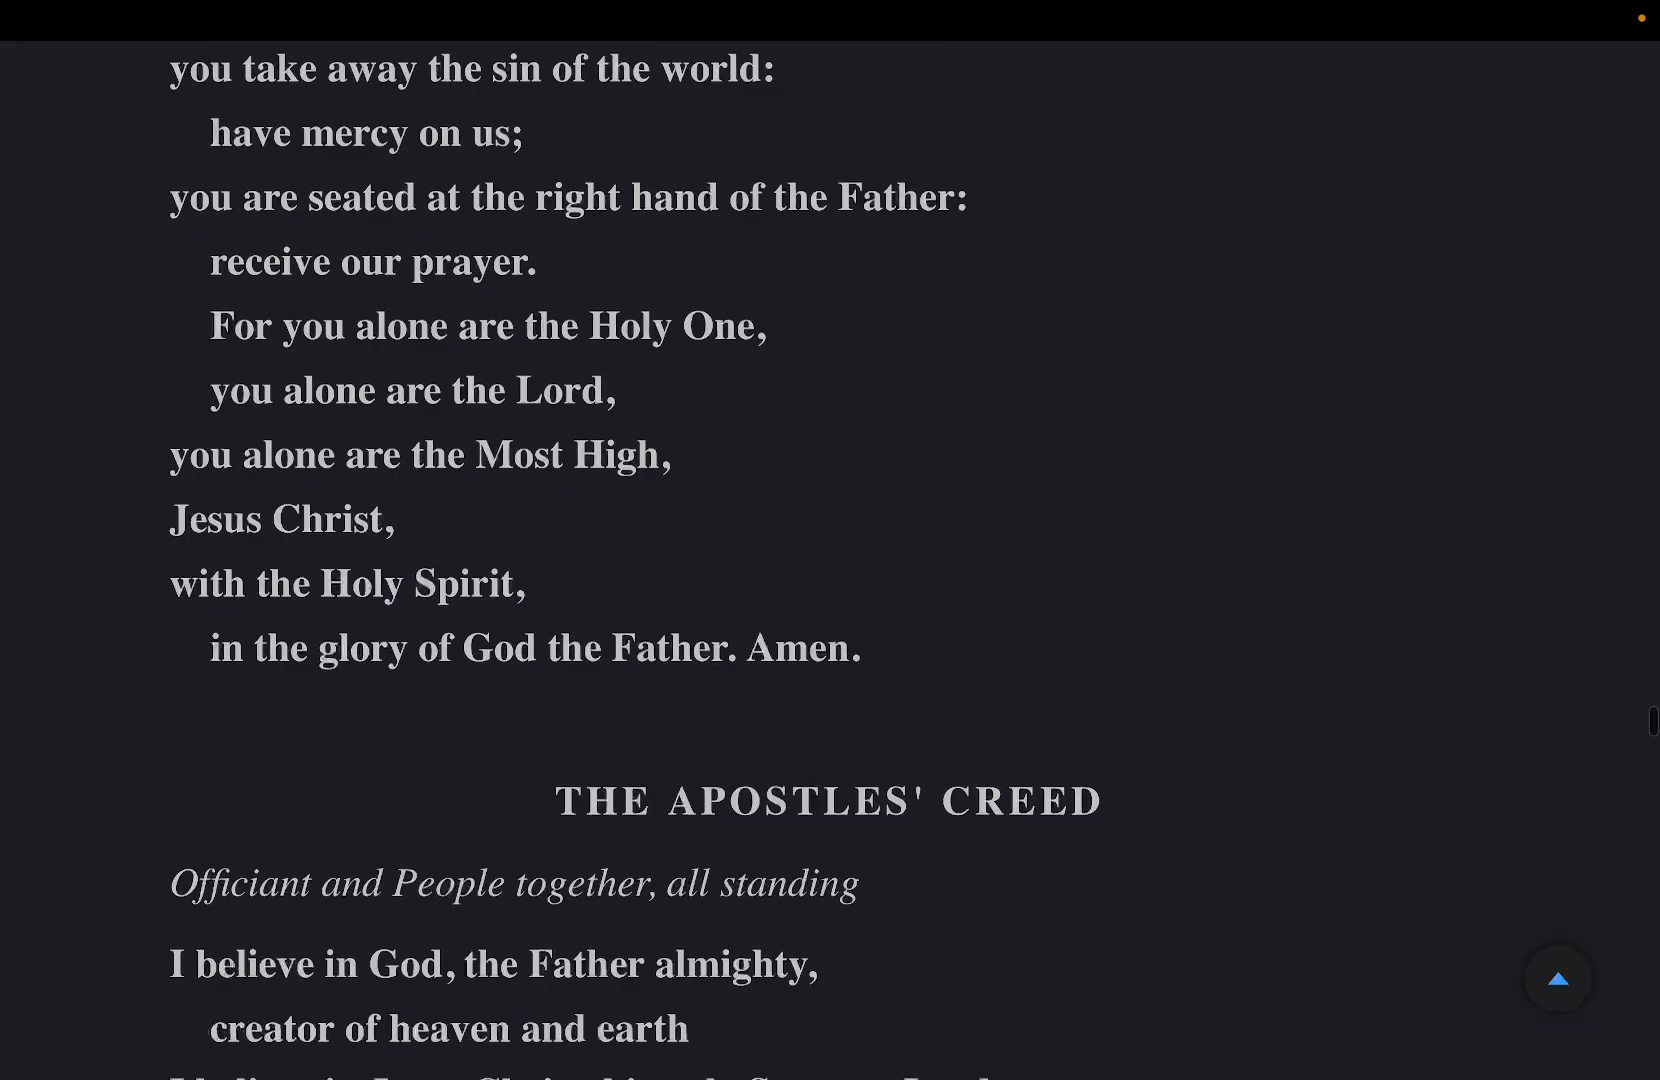 you take away the sin of the world:
have mercy on us;
you are seated at the right hand of the Father:
receive our prayer.
For you alone are the Holy One,
you alone are the Lord,
you alone are the Most High,
Jesus Christ,
with the Holy Spirit,
in the glory of God the Father. Amen.
THE APOSTLES' CREED
Officiant and People together, all standing
I believe in God, the Father almighty,
creator of heaven and earth